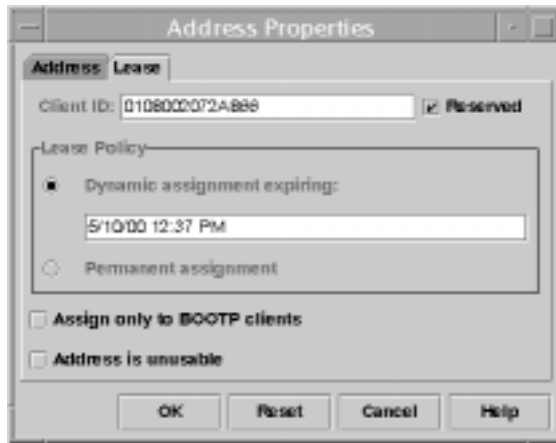 Address Properties
Address Lease
Client ID: Reserved
Lease Policy
Dynamic assignment expiring:
5/10/00 12:37 PM
Permanent assignment
Assign only to BOOTP clients
Address is unusable
OK Reset Cancel Help